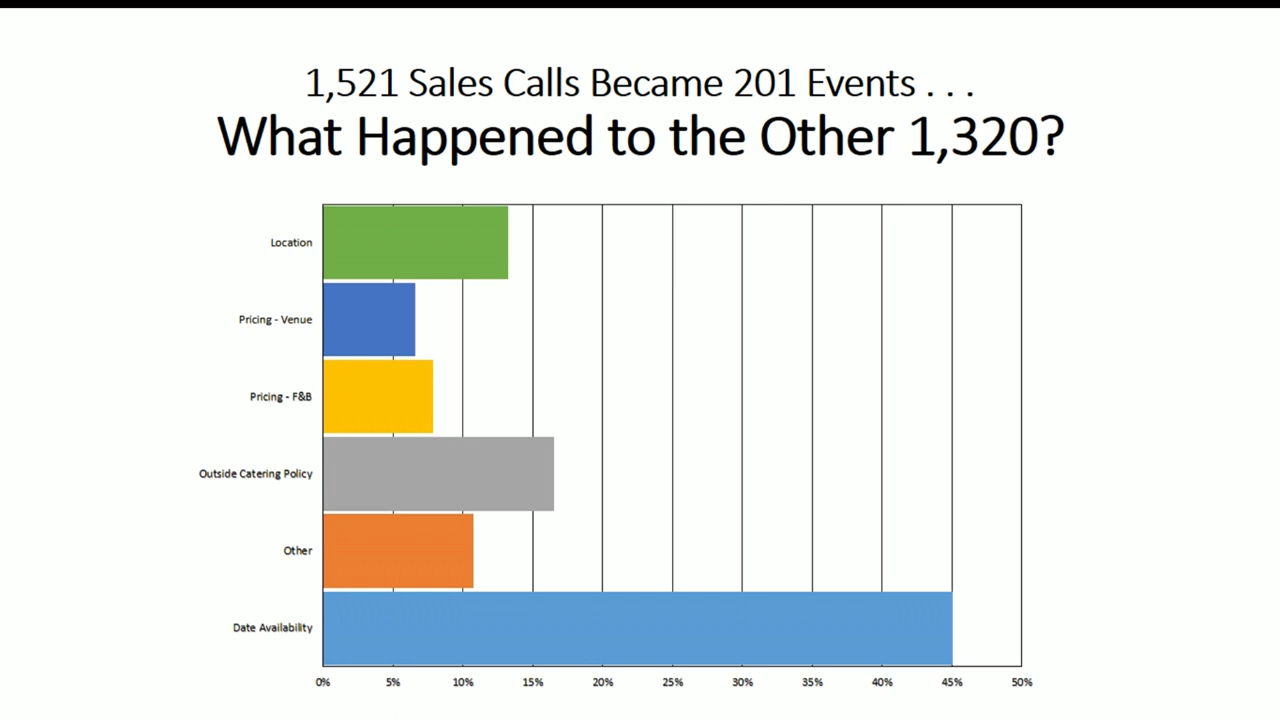 1,521 Sales Calls Became 201 Events . . .
What Happened to the Other 1,320?
Location
Pricing - Venue
Pricing - F&B
Outside Catering Policy
Other
Date Availability
0% 5% 10% 15% 20% 25% 30% 35% 40% 45% 50%